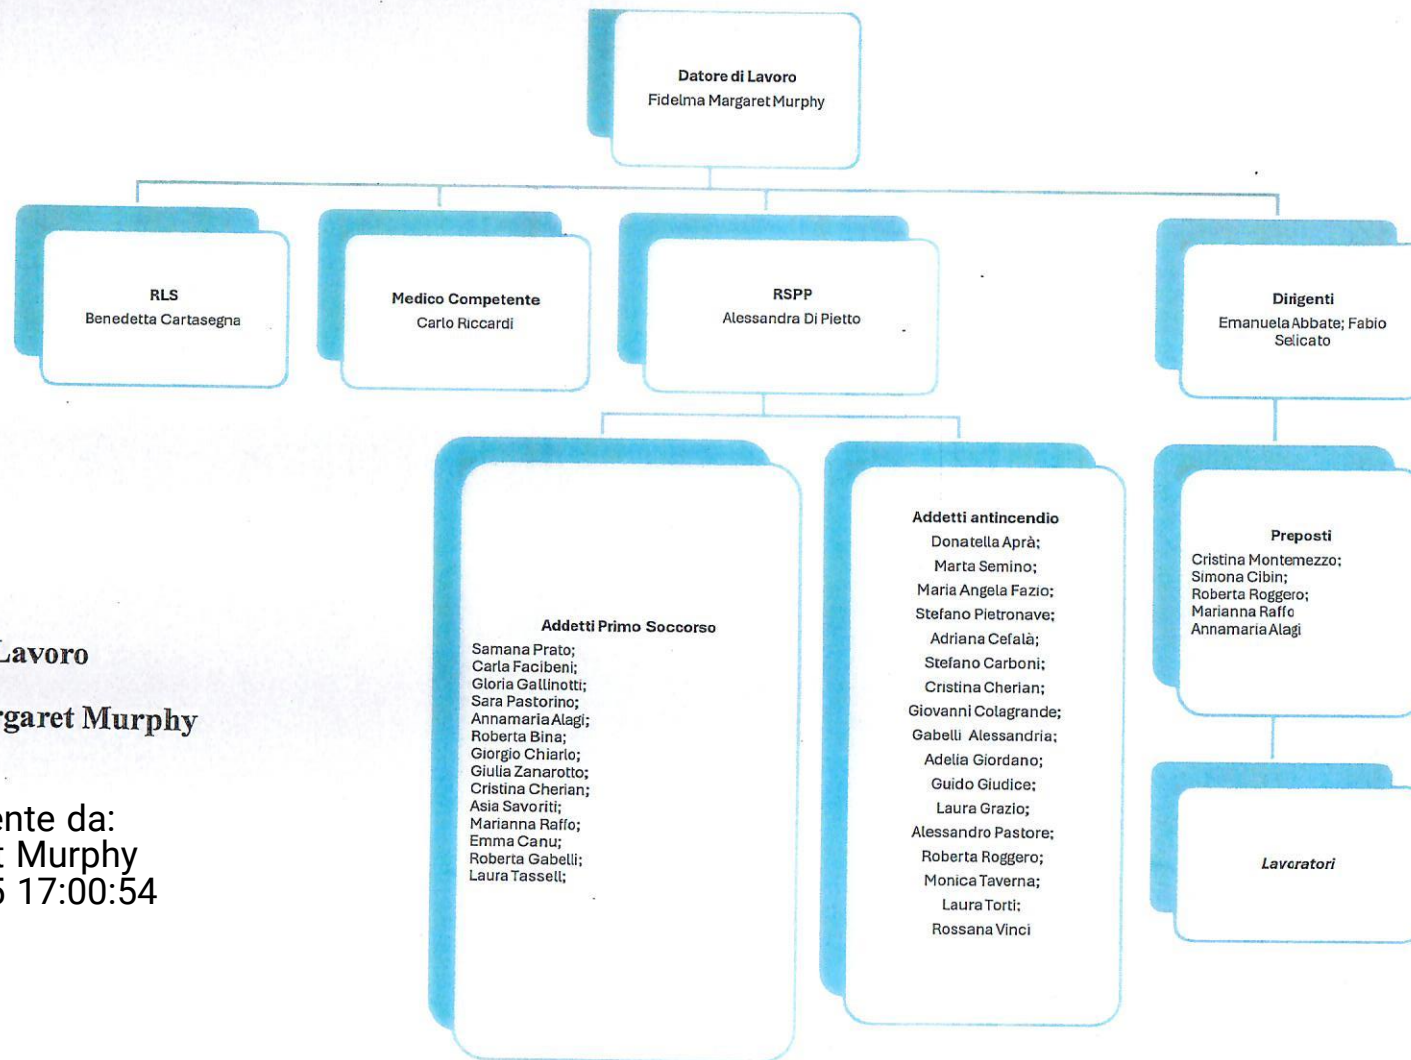 Datore di Lavoro
Fidelma Margaret Murphy
RLS
Benedetta Cartasegna
Medico Competente
Carlo Riccardi
RSPP
Alessandra Di Pietto
Dirigenti
Emanuela Abbate; Fabio
Selicato
Addetti Primo Soccorso
Samana Prato;
Carla Facibeni;
Gloria Gallinotti;
Sara Pastorino;
Annamaria Alagi;
Roberta Bina;
Giorgio Chiarlo;
Giulia Zanarotto;
Cristina Cherian;
Asia Savoriti;
Marianna Raffo;
Emma Canu;
Roberta Gabelli;
Laura Tassell;
Addetti antincendio
Donatella Aprà;
Marta Semino;
Maria Angela Fazio;
Stefano Pietronave;
Adriana Cefalà;
Stefano Carboni;
Cristina Cherian;
Giovanni Colagrande;
Gabelli Alessandria;
Adelia Giordano;
Guido Giudice;
Laura Grazio;
Alessandro Pastore;
Roberta Roggero;
Monica Taverna;
Laura Torti;
Rossana Vinci
Preposti
Cristina Montemezzo;
Simona Cibin;
Roberta Roggero;
Marianna Raffo
Annamaria Alagi
Lavoratori
Lavoro
rgaret Murphy
ente da:
t Murphy
5 17:00:54